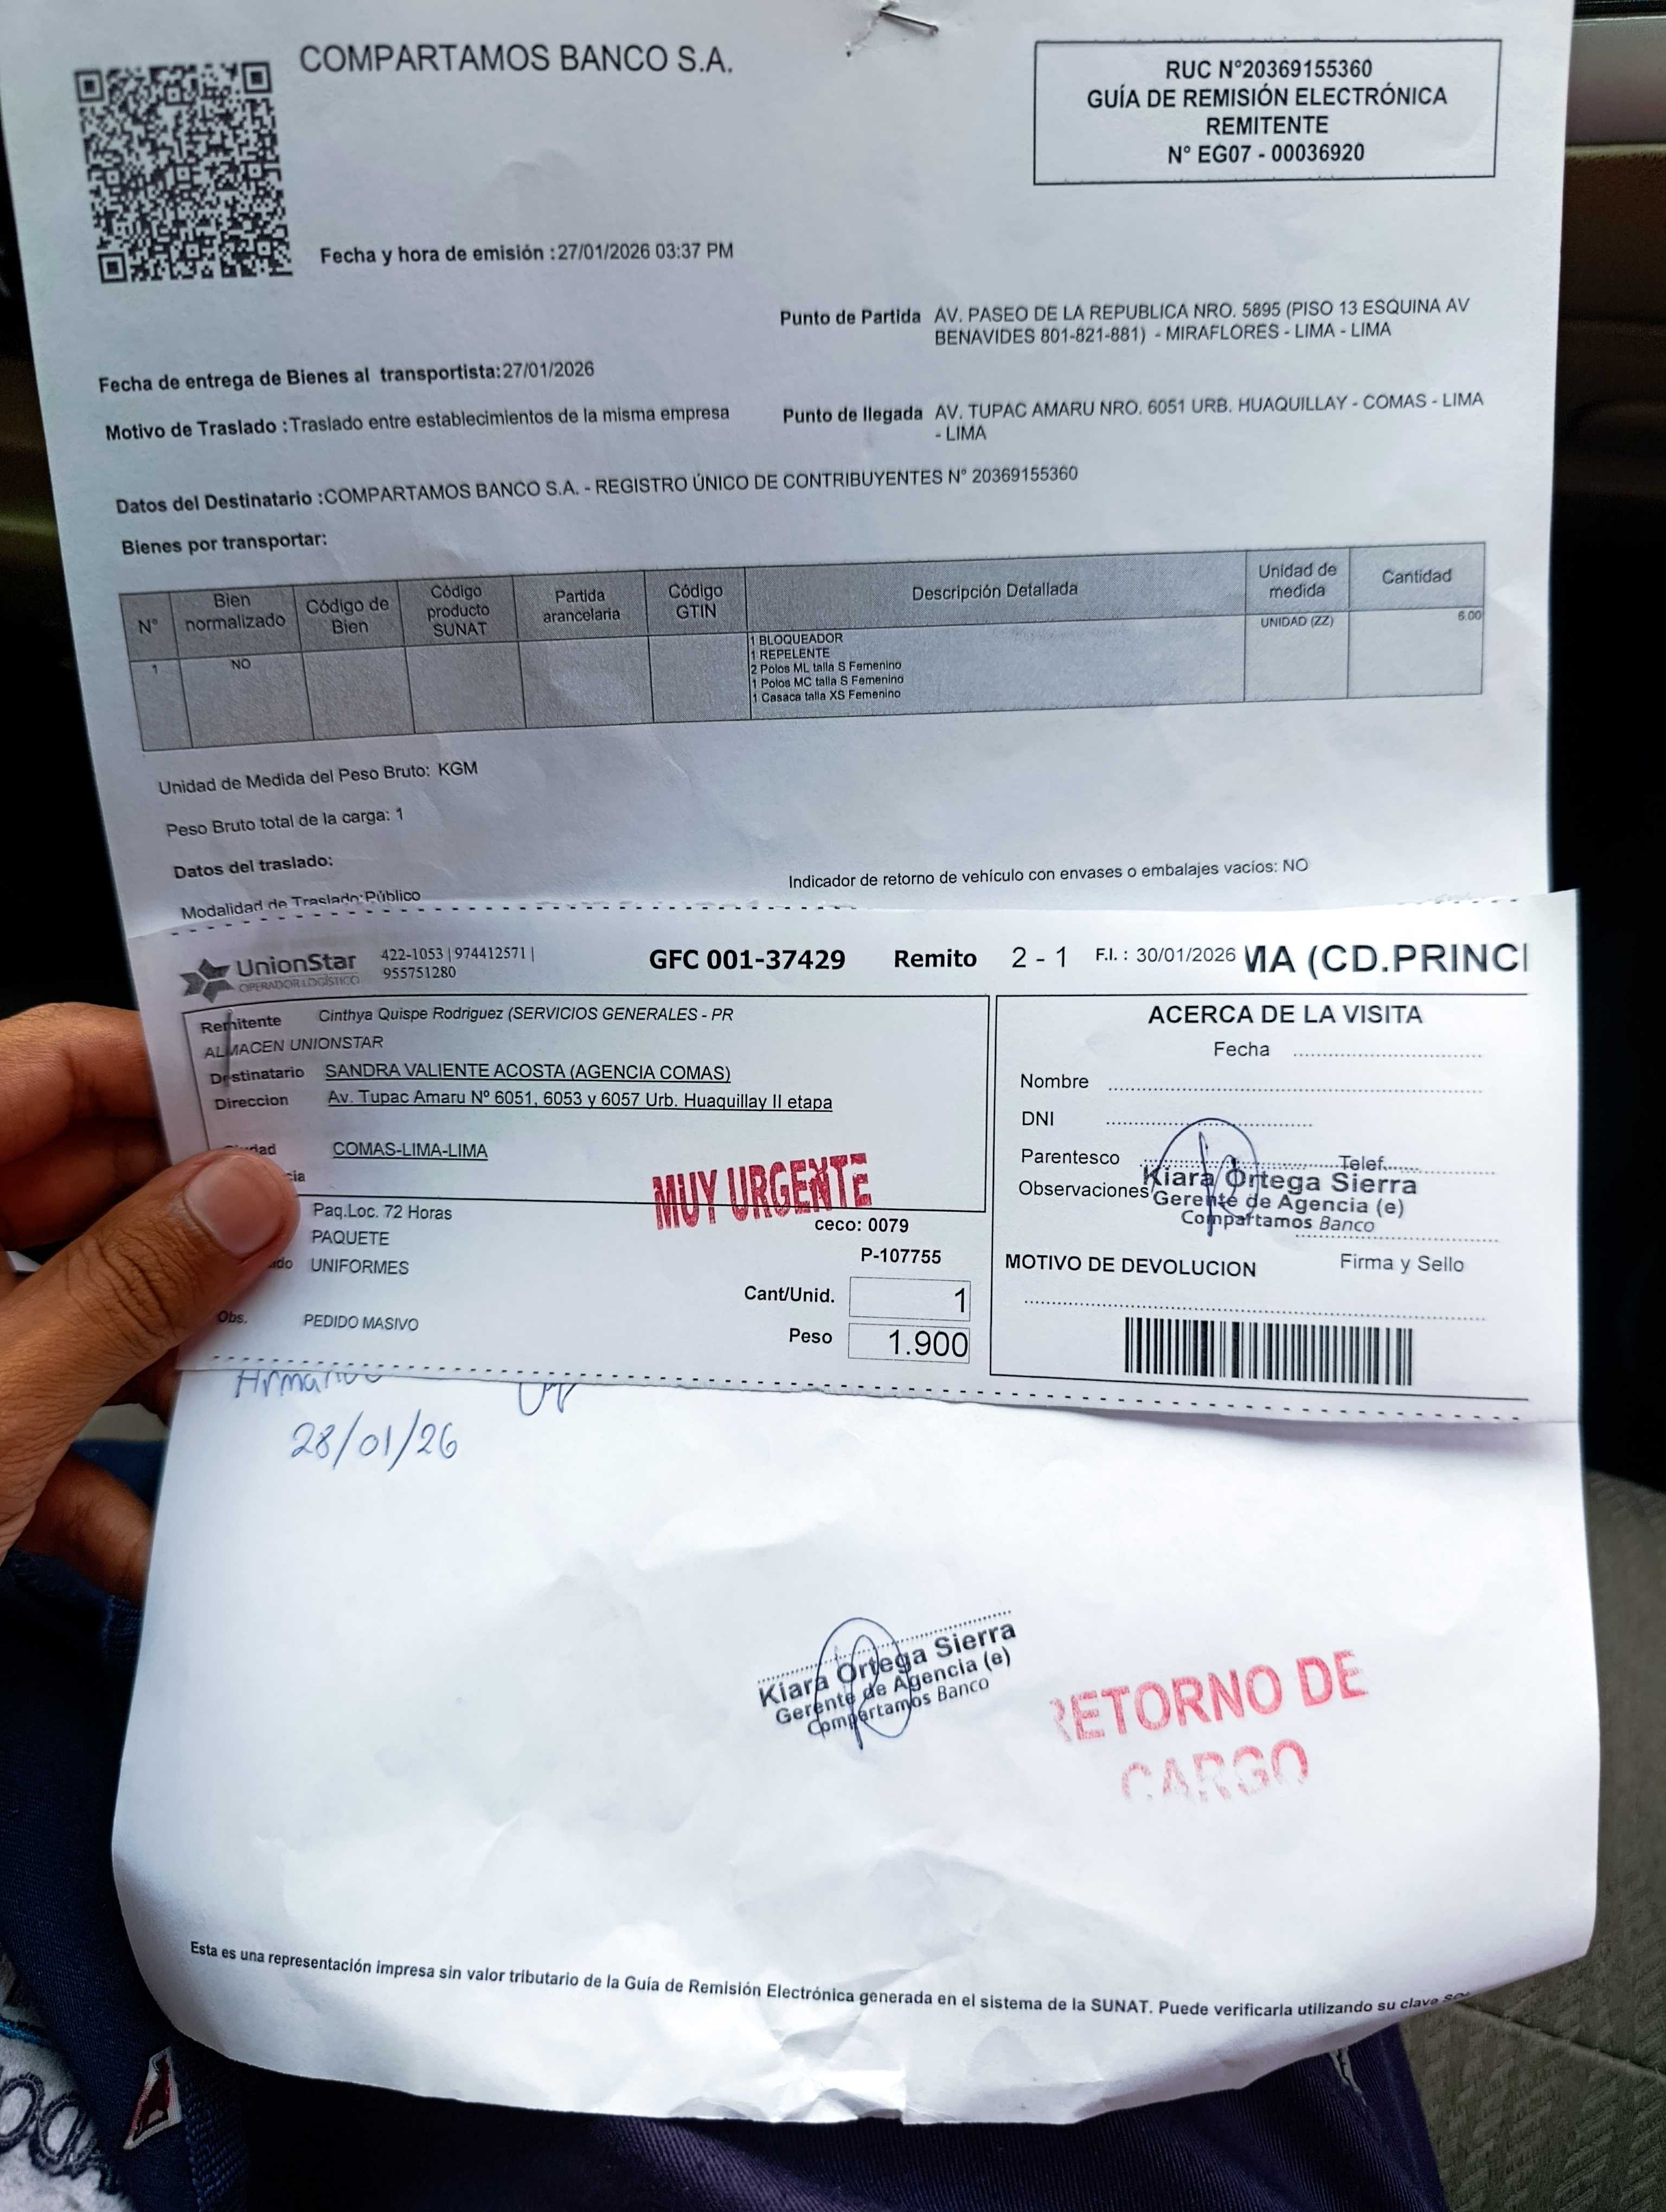 COMPARTAMOS BANCO S.A.
RUC N°20369155360
GUÍA DE REMISIÓN ELECTRÓNICA
REMITENTE
N° EG07 - 00036920
Fecha y hora de emisión :27/01/2026 03:37 PM
Punto de Partida AV. PASEO DE LA REPUBLICA NRO. 5895 (PISO 13 ESQUINA AV
BENAVIDES 801-821-881) - MIRAFLORES - LIMA - LIMA
Fecha de entrega de Bienes al transportista:27/01/2026
Motivo de Traslado :Traslado entre establecimientos de la misma empresa
Punto de llegada AV. TUPAC AMARU NRO. 6051 URB. HUAQUILLAY - COMAS - LIMA
- LIMA
Datos del Destinatario :COMPARTAMOS BANCO S.A. - REGISTRO ÚNICO DE CONTRIBUYENTES N° 20369155360
Bienes por transportar:
N° Bien normalizado Código de Bien Código producto SUNAT Partida arancelaria Código GTIN Descripción Detallada Unidad de medida Cantidad
1 NO 1 BLOQUEADOR UNIDAD (ZZ) 6.00
1 REPELENTE
2 Polos ML talla S Femenino
1 Polos MC talla S Femenino
1 Casaca talla XS Femenino
Unidad de Medida del Peso Bruto: KGM
Peso Bruto total de la carga: 1
Datos del traslado:
Indicador de retorno de vehículo con envases o embalajes vacíos: NO
Modalidad de Traslado:Público
UnionStar
OPERADOR LOGÍSTICO
422-1053 | 974412571 |
955751280
GFC 001-37429 Remito 2 - 1 F.I. : 30/01/2026 MA (CD.PRINCI
Remitente Cinthya Quispe Rodriguez (SERVICIOS GENERALES - PR
ALMACEN UNIONSTAR
Destinatario SANDRA VALIENTE ACOSTA (AGENCIA COMAS)
Direccion Av. Tupac Amaru Nº 6051, 6053 y 6057 Urb. Huaquillay II etapa
COMAS-LIMA-LIMA
MUY URGENTE
Paq.Loc. 72 Horas
ceco: 0079
PAQUETE
P-107755
UNIFORMES
Cant/Unid. 1
Obs. PEDIDO MASIVO
Peso 1.900
ACERCA DE LA VISITA
Fecha
Nombre
DNI
Parentesco Telef.
Observaciones
Kiara Ortega Sierra
Gerente de Agencia (e)
Compartamos Banco
MOTIVO DE DEVOLUCION Firma y Sello
28/01/26
Kiara Ortega Sierra
Gerente de Agencia (e)
Compartamos Banco
RETORNO DE
CARGO
Esta es una representación impresa sin valor tributario de la Guía de Remisión Electrónica generada en el sistema de la SUNAT. Puede verificarla utilizando su clave